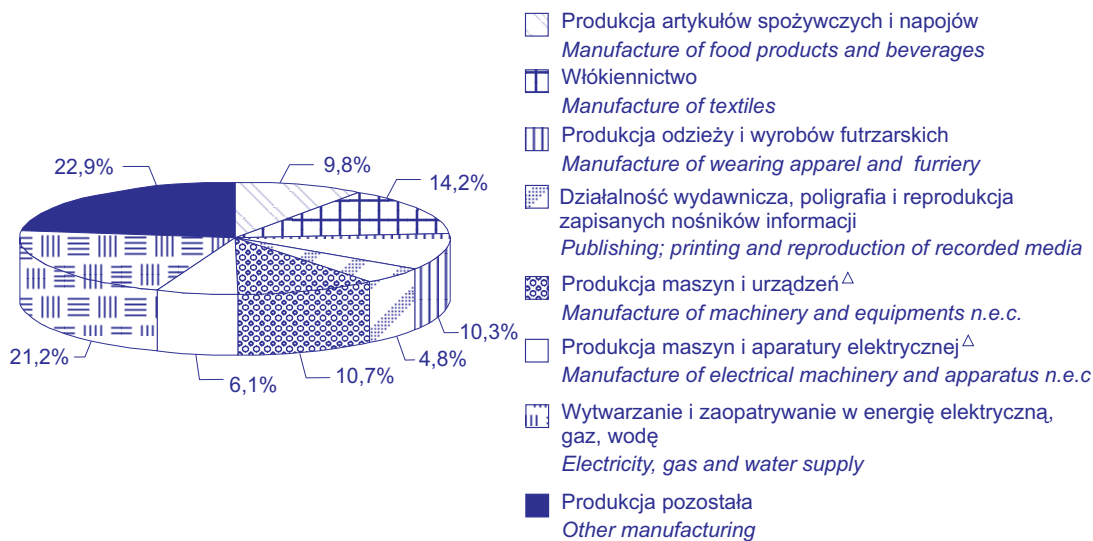 22,9%
9,8%
14,2%
10,3%
4,8%
10,7%
6,1%
21,2%
Produkcja artykułów spożywczych i napojów
Manufacture of food products and beverages
Włókiennictwo
Manufacture of textiles
Produkcja odzieży i wyrobów futrzarskich
Manufacture of wearing apparel and furriery
Działalność wydawnicza, poligrafia i reprodukcja
zapisanych nośników informacji
Publishing; printing and reproduction of recorded media
Produkcja maszyn i urządzeń △
Manufacture of machinery and equipments n.e.c.
Produkcja maszyn i aparatury elektrycznej △
Manufacture of electrical machinery and apparatus n.e.c
Wytwarzanie i zaopatrywanie w energię elektryczną,
gaz, wodę
Electricity, gas and water supply
Produkcja pozostała
Other manufacturing